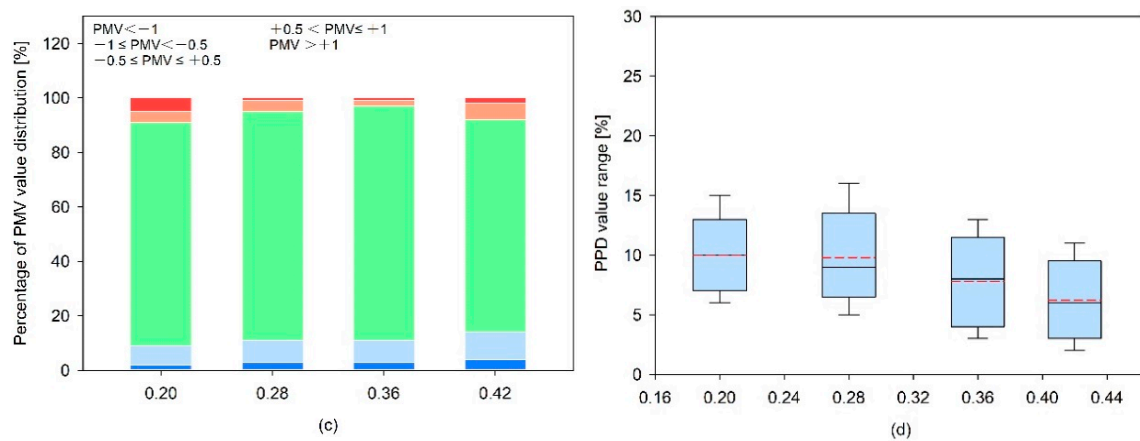 Percentage of PMV value distribution [%]
PMV＜−1
−1 ≤ PMV＜−0.5
−0.5 ≤ PMV ≤ +0.5
+0.5 < PMV≤ +1
PMV ＞+1
120
100
80
60
40
20
0
0.20 0.28 0.36 0.42
(c)
PPD value range [%]
30
25
20
15
10
5
0
0.16 0.20 0.24 0.28 0.32 0.36 0.40 0.44
(d)